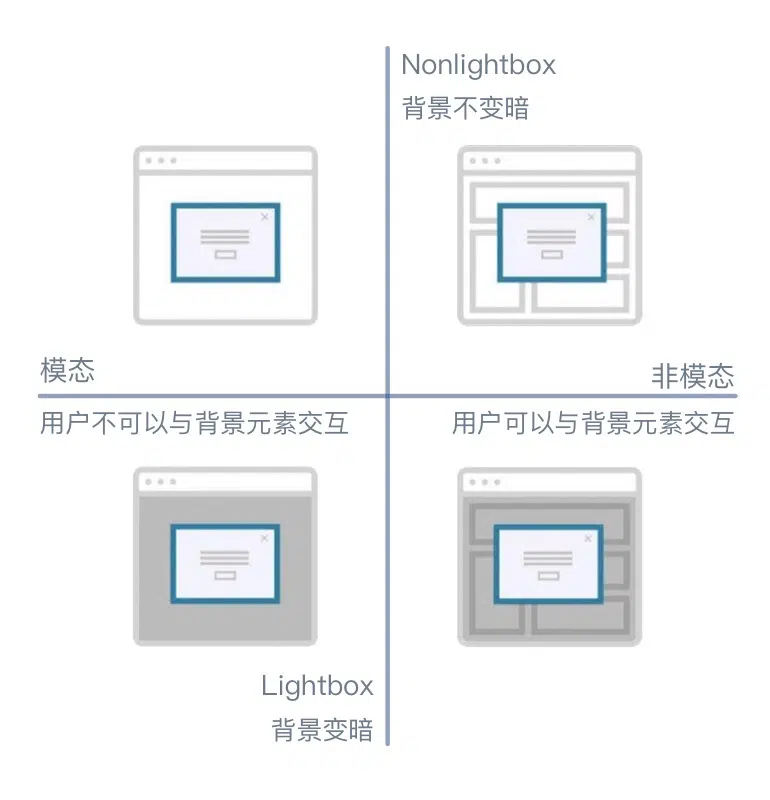 Nonlightbox
背景不变暗
模态
非模态
用户不可以与背景元素交互
用户可以与背景元素交互
Lightbox
背景变暗